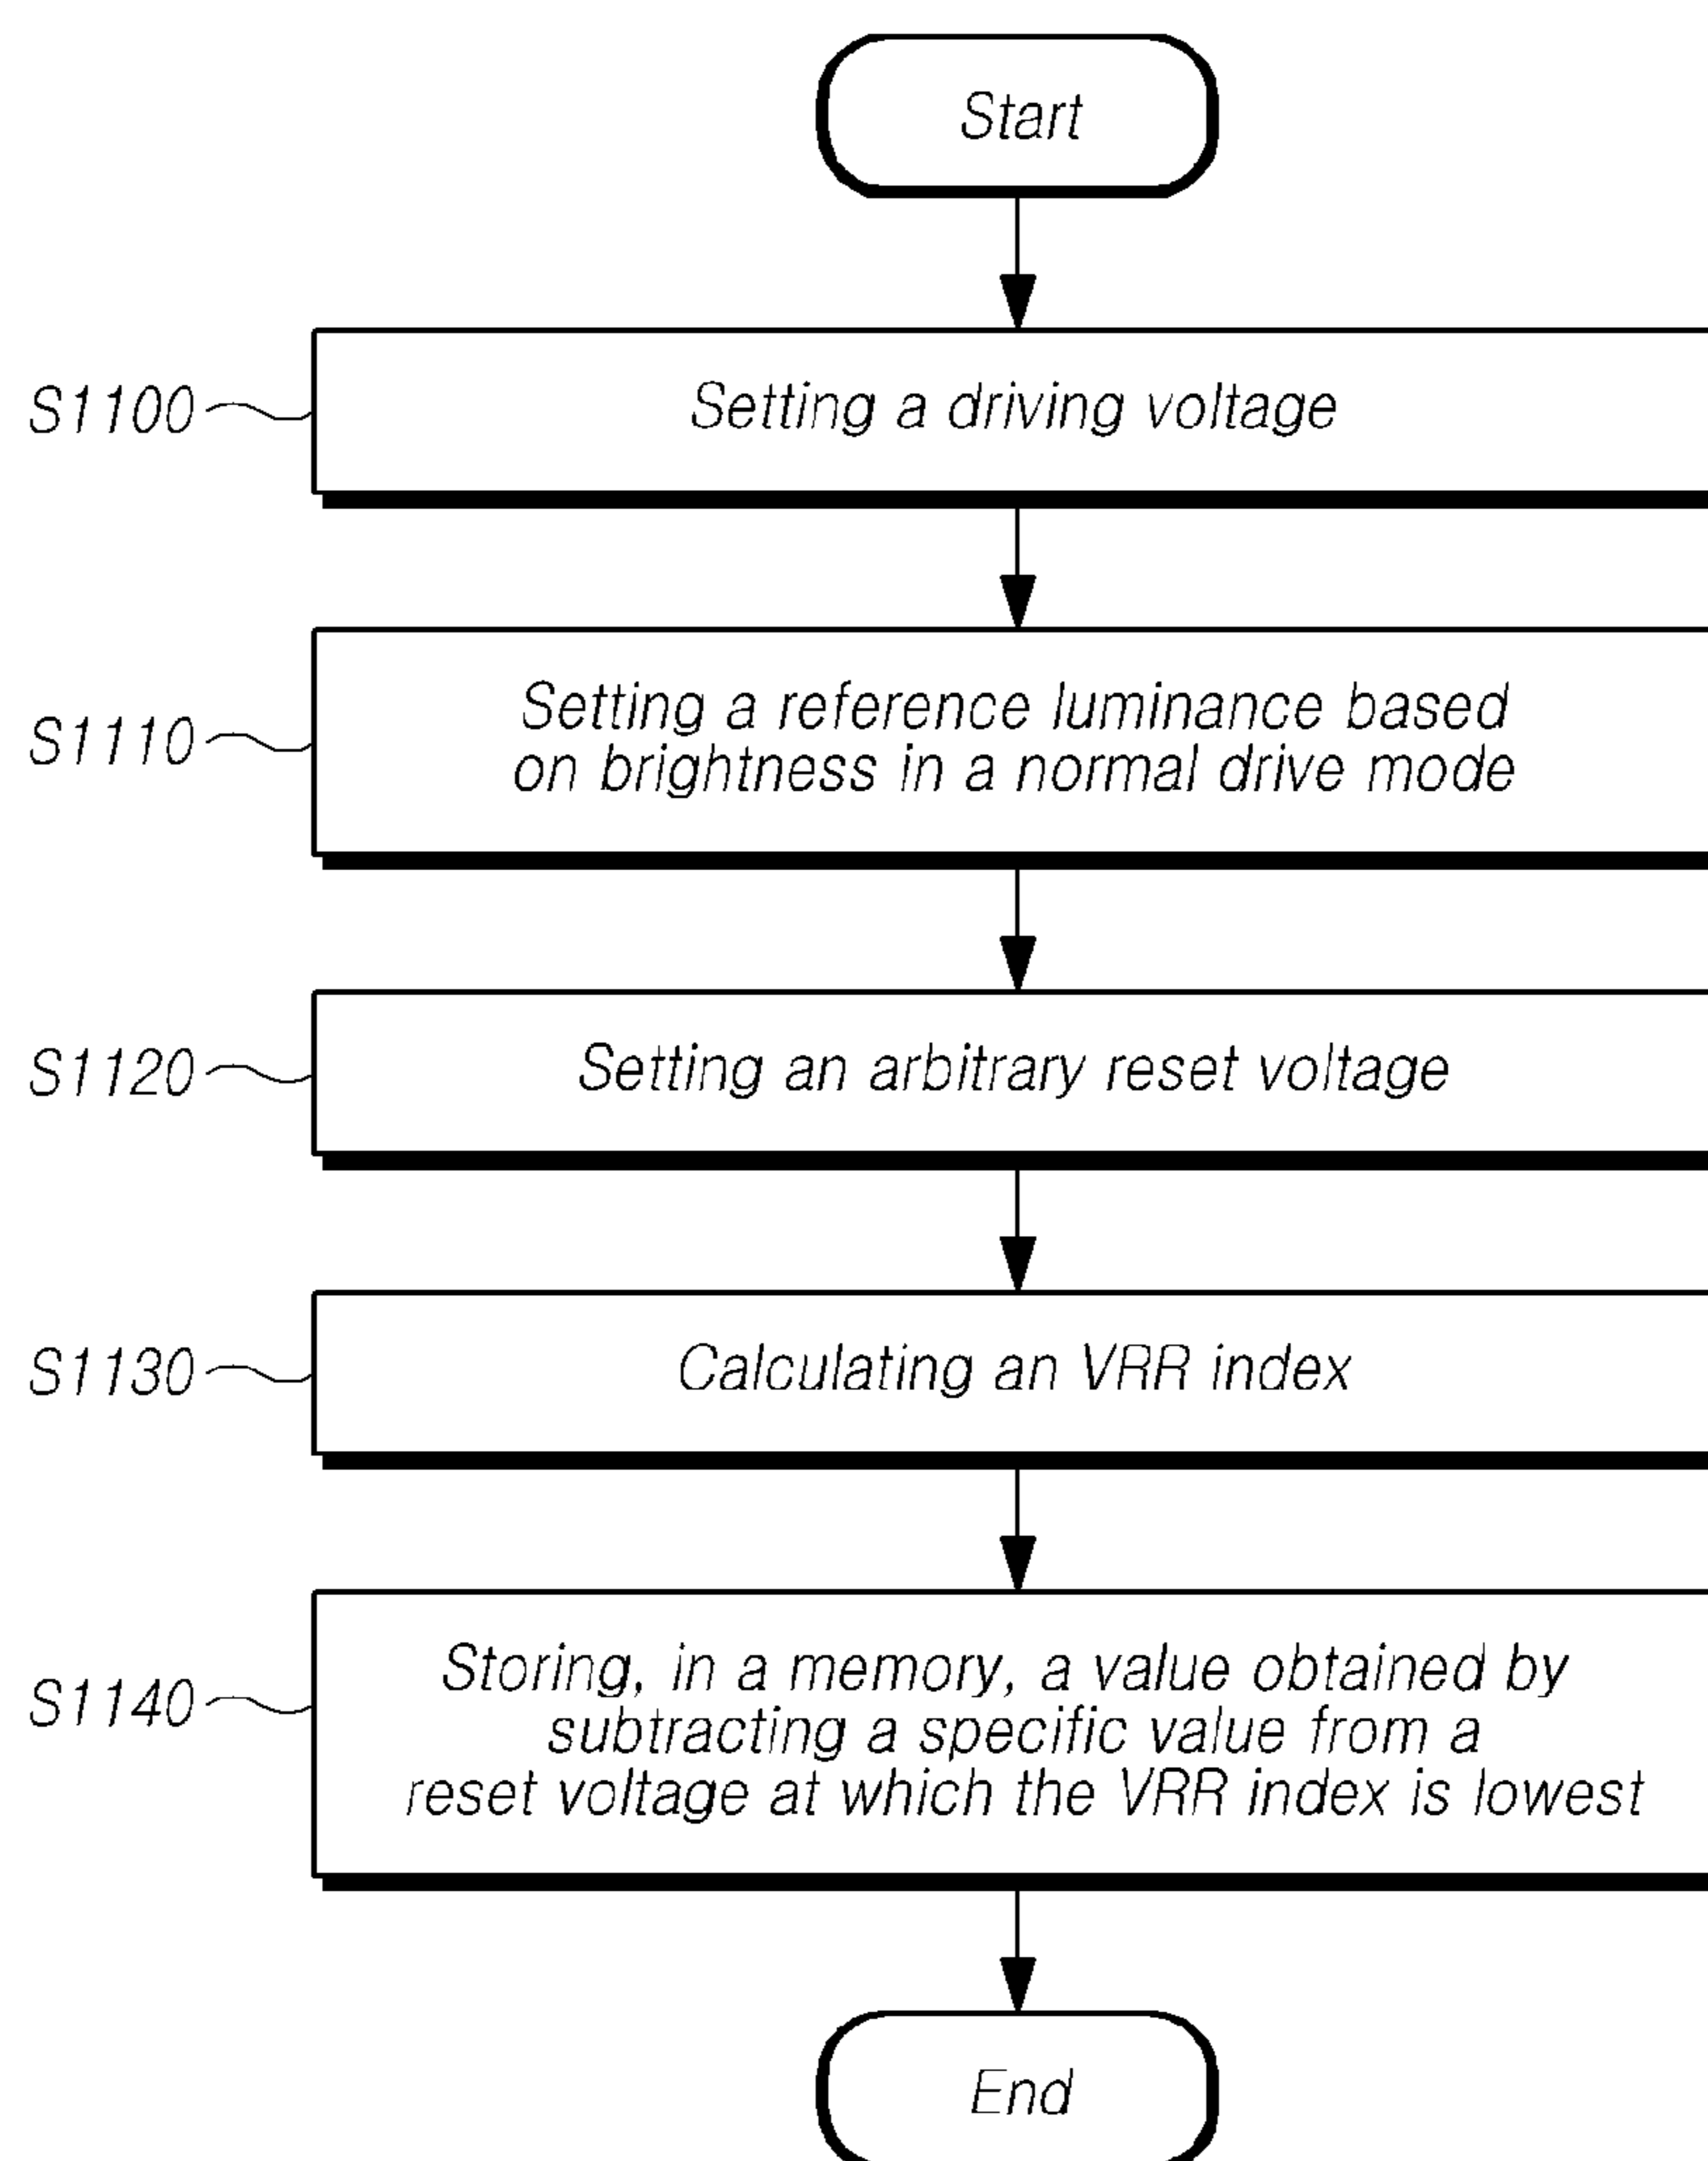 Start
S1100
Setting a driving voltage
S1110
Setting a reference luminance based
on brightness in a normal drive mode
S1120
Setting an arbitrary reset voltage
S1130
Calculating an VRR index
S1140
Storing, in a memory, a value obtained by
subtracting a specific value from a
reset voltage at which the VRR index is lowest
End